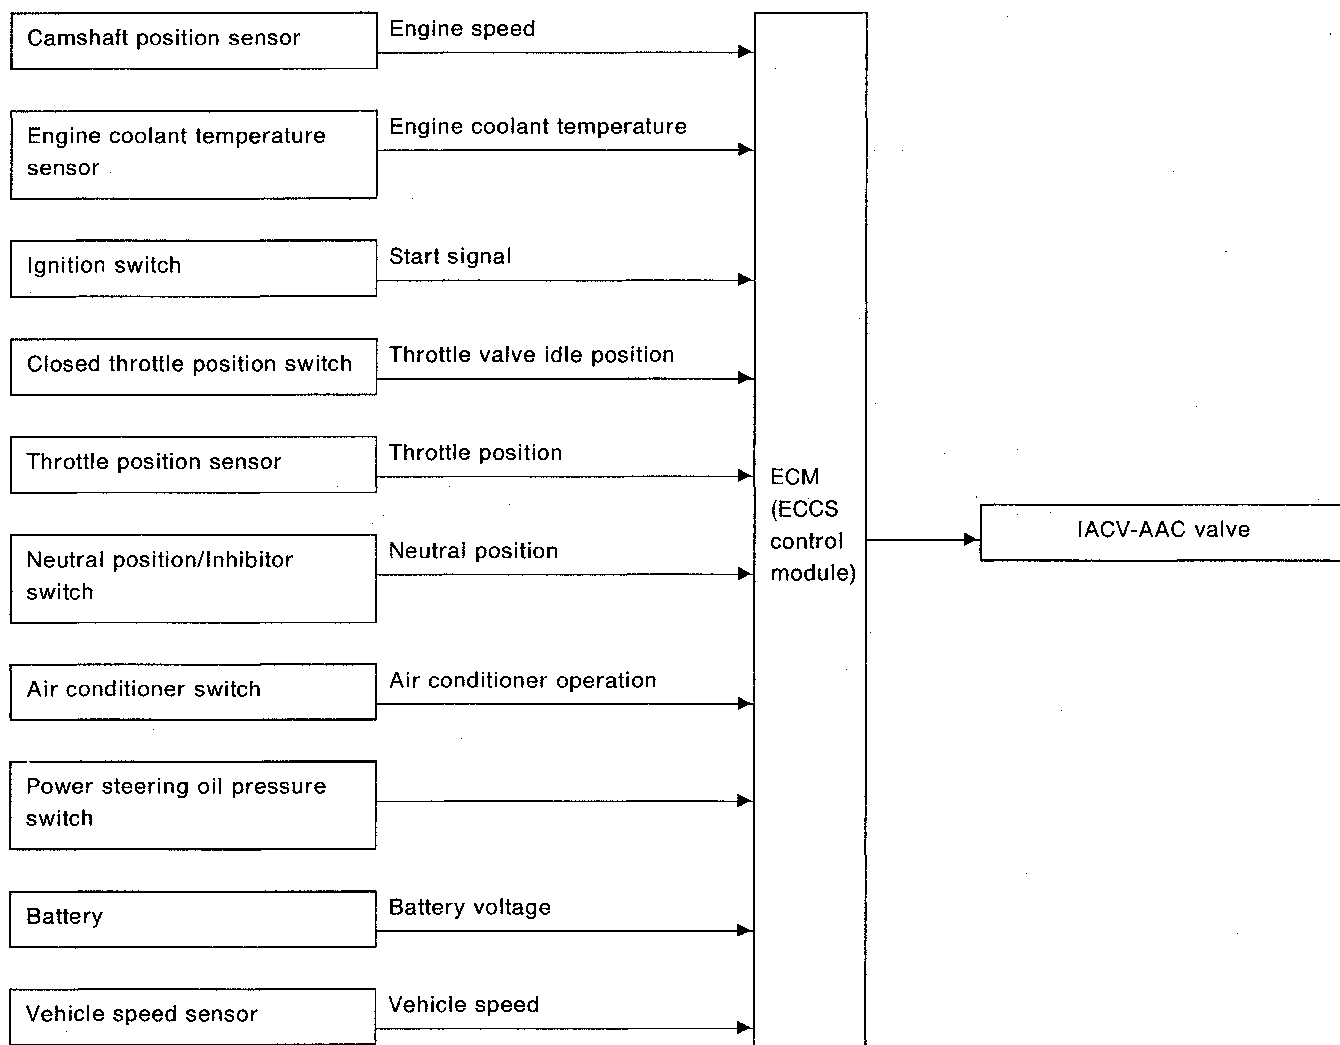 Camshaft position sensor
Engine speed
Engine coolant temperature
sensor
Engine coolant temperature
Ignition switch
Start signal
Closed throttle position switch
Throttle valve idle position
Throttle position sensor
Throttle position
Neutral position/Inhibitor
switch
Neutral position
Air conditioner switch
Air conditioner operation
Power steering oil pressure
switch
Battery
Battery voltage
Vehicle speed sensor
Vehicle speed
ECM
(ECCS
control
module)
IACV-AAC valve